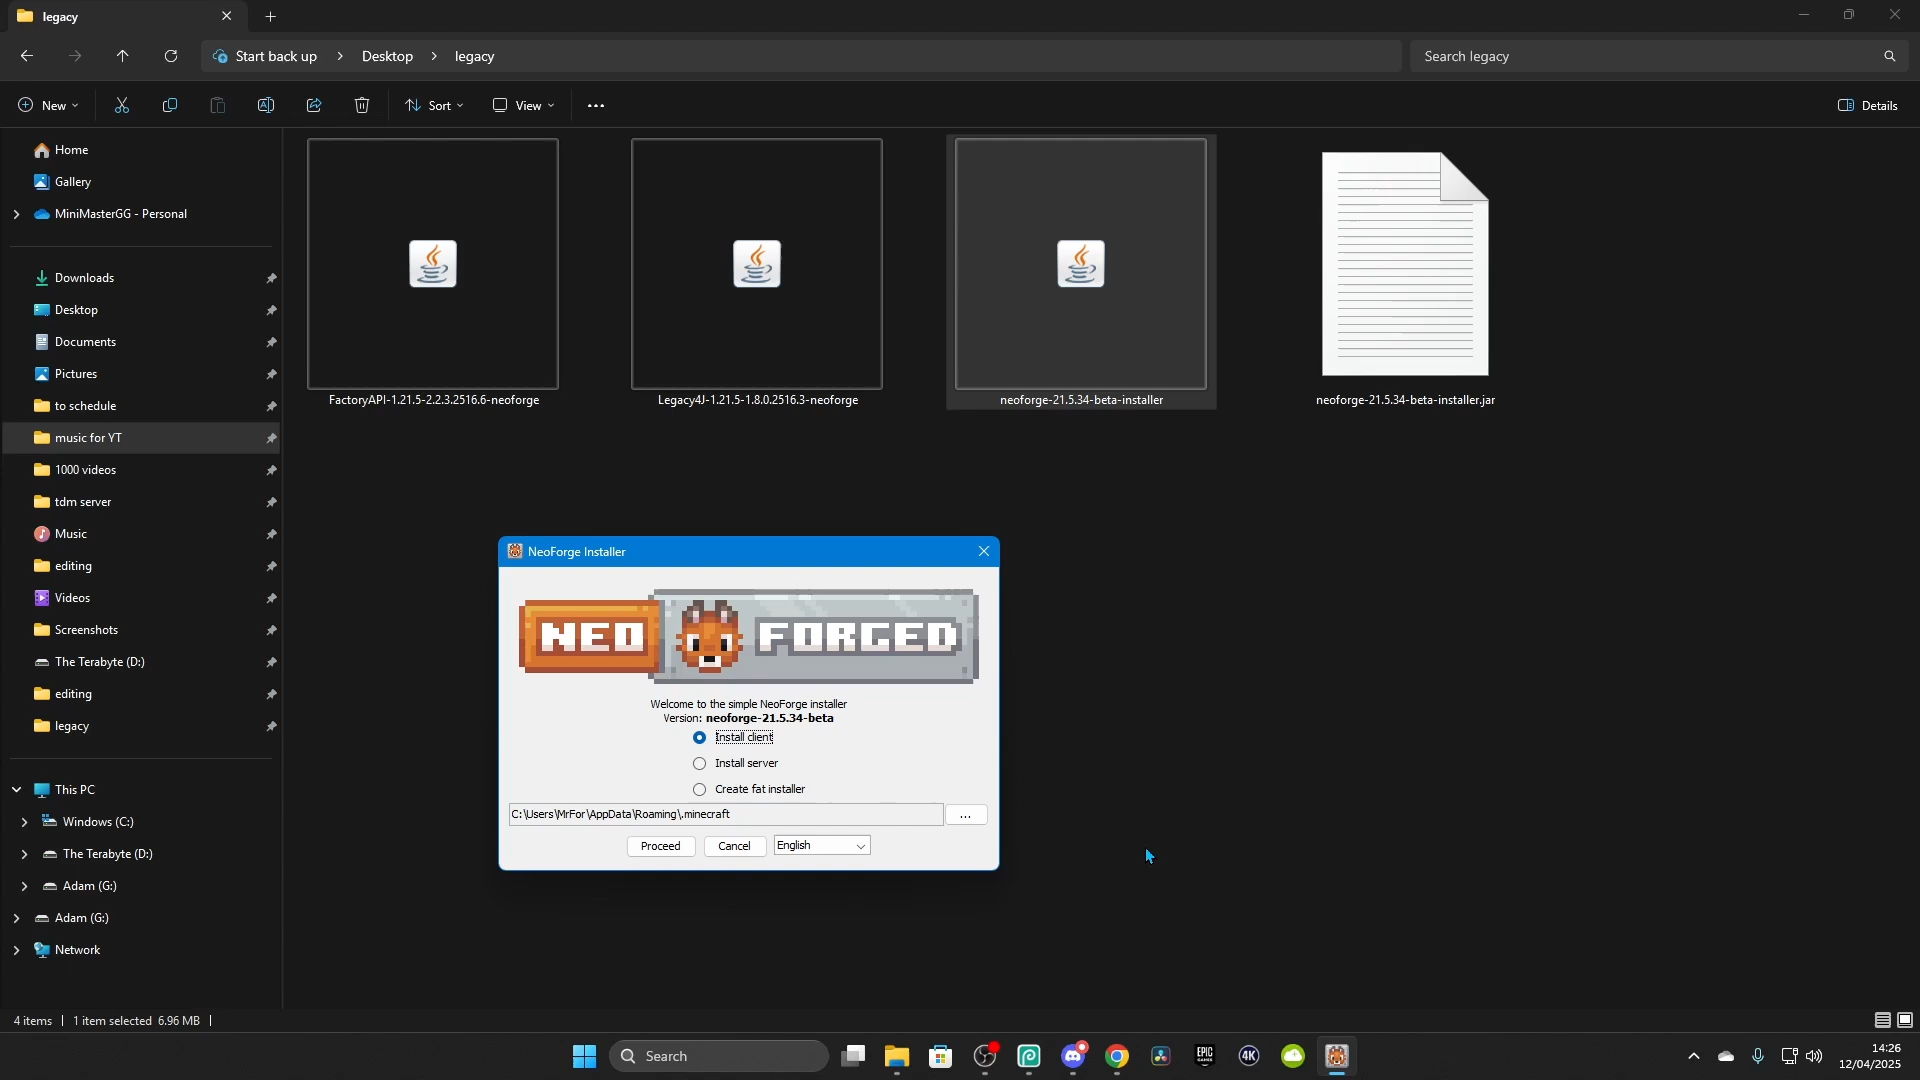 legacy
Start back up
Desktop
legacy
Search legacy
New
Sort
View
Details
Home
Gallery
MiniMasterGG - Personal
Downloads
Desktop
Documents
Pictures
to schedule
music for YT
1000 videos
tdm server
Music
editing
Videos
Screenshots
The Terabyte (D:)
editing
legacy
This PC
Windows (C:)
The Terabyte (D:)
Adam (G:)
Adam (G:)
Network
FactoryAPI-1.21.5-2.2.3.2516.6-neoforge
Legacy4J-1.21.5-1.8.0.2516.3-neoforge
neoforge-21.5.34-beta-installer
neoforge-21.5.34-beta-installer.jar
NeoForge Installer
NEO FORGED
Welcome to the simple NeoForge installer
Version: neoforge-21.5.34-beta
Install client
Install server
Create fat installer
C:\Users\MrFor\AppData\Roaming\.minecraft
...
Proceed
Cancel
English
4 items
1 item selected 6.96 MB
Search
EPIC
GAMES
4K
14:26
12/04/2025